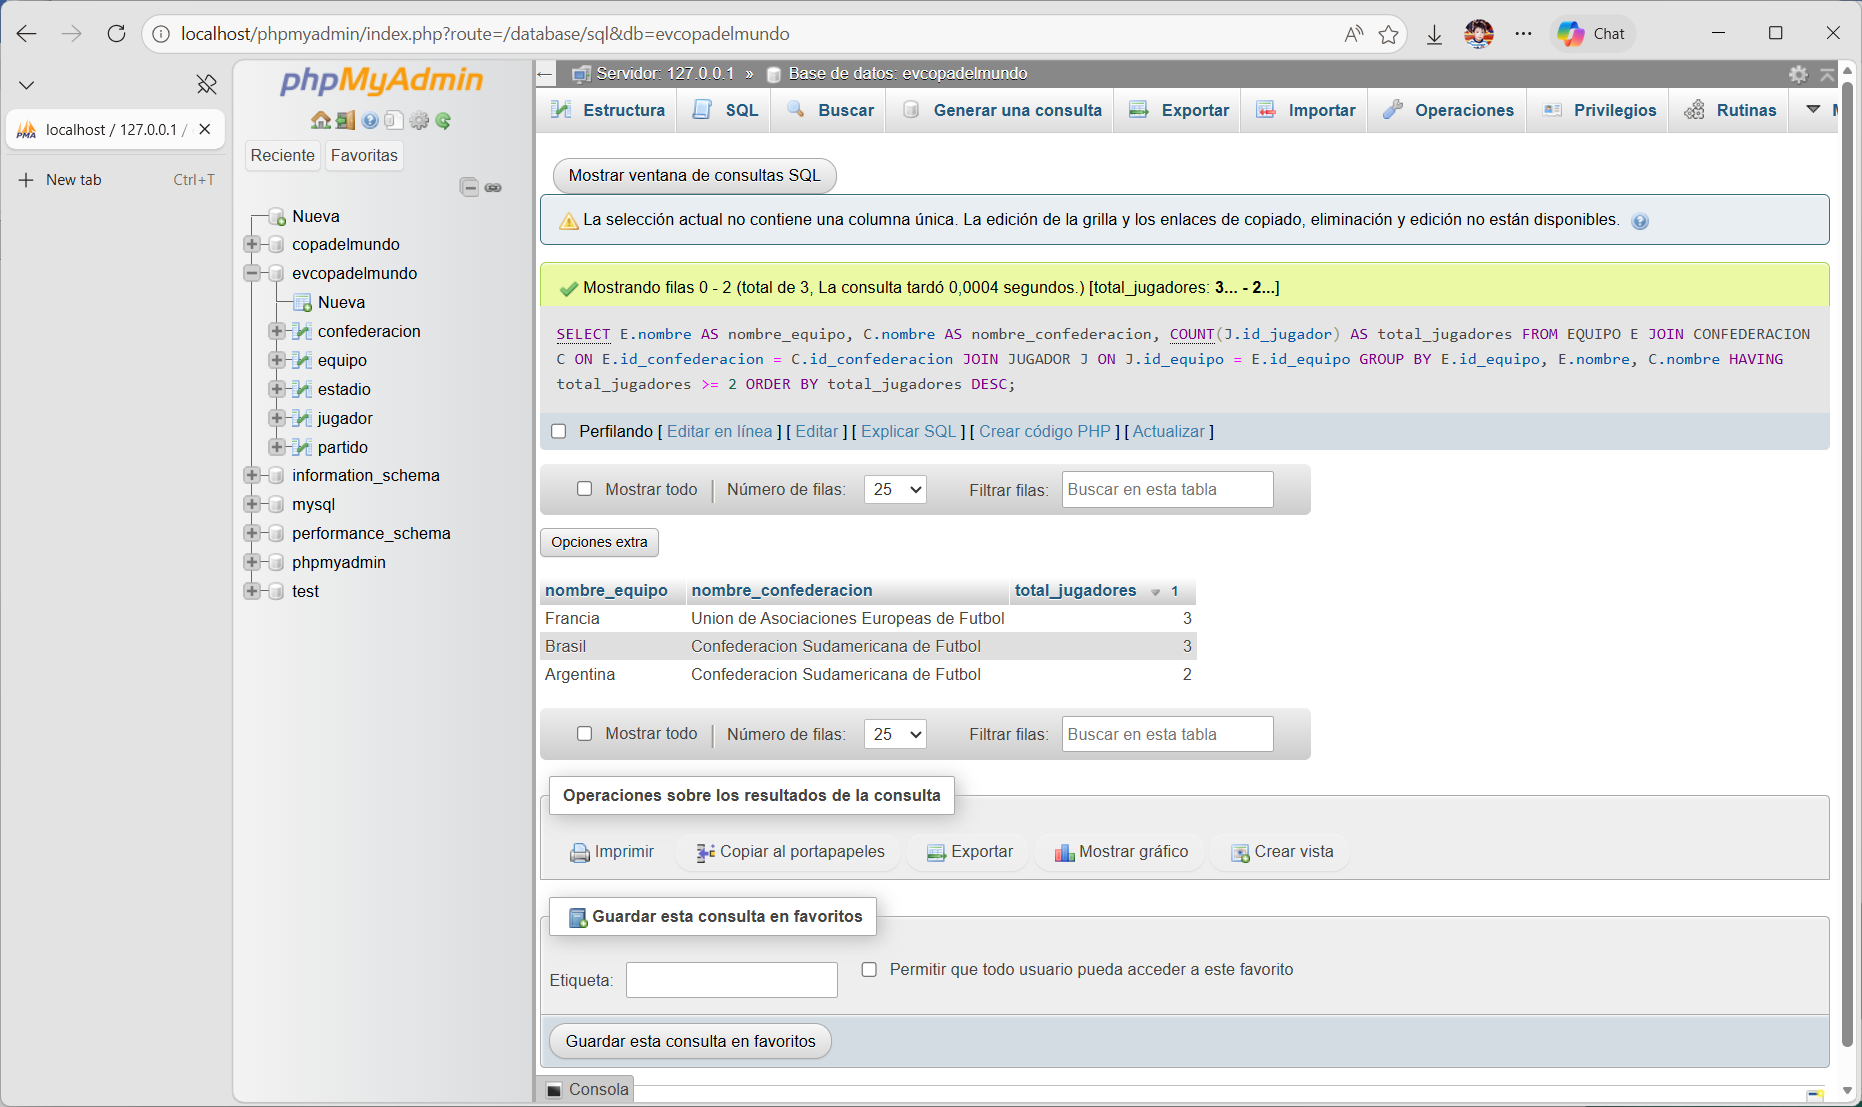 localhost/phpmyadmin/index.php?route=/database/sql&db=evcopadelmundo
Chat
localhost / 127.0.0.1 /
New tab
Ctrl+T
phpMyAdmin
Reciente
Favoritas
Nueva
copadelmundo
evcopadelmundo
Nueva
confederacion
equipo
estadio
jugador
partido
information_schema
mysql
performance_schema
phpmyadmin
test
Servidor: 127.0.0.1 » Base de datos: evcopadelmundo
Estructura SQL Buscar Generar una consulta Exportar Importar Operaciones Privilegios Rutinas
Mostrar ventana de consultas SQL
La selección actual no contiene una columna única. La edición de la grilla y los enlaces de copiado, eliminación y edición no están disponibles.
Mostrando filas 0 - 2 (total de 3, La consulta tardó 0,0004 segundos.) [total_jugadores: 3... - 2...]
SELECT E.nombre AS nombre_equipo, C.nombre AS nombre_confederacion, COUNT(J.id_jugador) AS total_jugadores FROM EQUIPO E JOIN CONFEDERACION
C ON E.id_confederacion = C.id_confederacion JOIN JUGADOR J ON J.id_equipo = E.id_equipo GROUP BY E.id_equipo, E.nombre, C.nombre HAVING
total_jugadores >= 2 ORDER BY total_jugadores DESC;
Perfilando [ Editar en línea ] [ Editar ] [ Explicar SQL ] [ Crear código PHP ] [ Actualizar ]
Mostrar todo Número de filas: 25 Filtrar filas: Buscar en esta tabla
Opciones extra
nombre_equipo nombre_confederacion total_jugadores 1
Francia Union de Asociaciones Europeas de Futbol 3
Brasil Confederacion Sudamericana de Futbol 3
Argentina Confederacion Sudamericana de Futbol 2
Mostrar todo Número de filas: 25 Filtrar filas: Buscar en esta tabla
Operaciones sobre los resultados de la consulta
Imprimir Copiar al portapapeles Exportar Mostrar gráfico Crear vista
Guardar esta consulta en favoritos
Etiqueta: Permitir que todo usuario pueda acceder a este favorito
Guardar esta consulta en favoritos
Consola